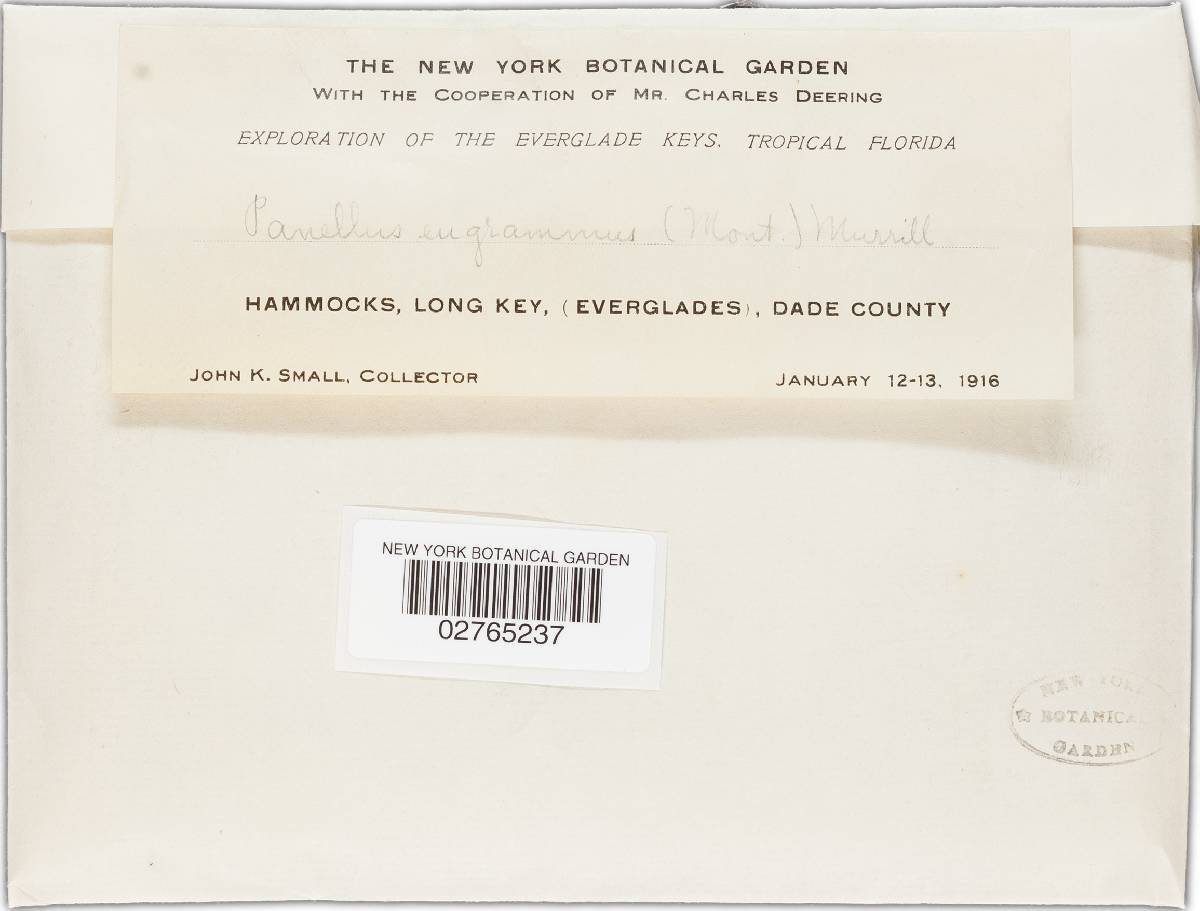 THE NEW YORK BOTANICAL GARDEN
WITH THE COOPERATION OF MR. CHARLES DEERING
EXPLORATION OF THE EVERGLADE KEYS, TROPICAL FLORIDA
Panellus eugrammus (Mont.) Murrill
HAMMOCKS, LONG KEY, (EVERGLADES), DADE COUNTY
JOHN K. SMALL, COLLECTOR
JANUARY 12-13, 1916
NEW YORK BOTANICAL GARDEN
02765237
NEW YORK
BOTANICAL
GARDEN